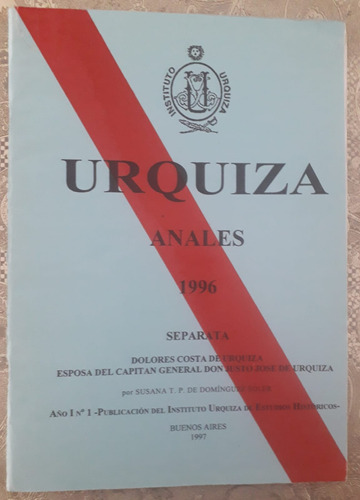 INSTITUTO URQUIZA
U
URQUIZA
ANALES
1996
SEPARATA
DOLORES COSTA DE URQUIZA
ESPOSA DEL CAPITAN GENERAL DON JUSTO JOSE DE URQUIZA
por SUSANA T. P. DE DOMÍNGUEZ SOLER
AÑO I Nº 1 -PUBLICACIÓN DEL INSTITUTO URQUIZA DE ESTUDIOS HISTÓRICOS-
BUENOS AIRES
1997